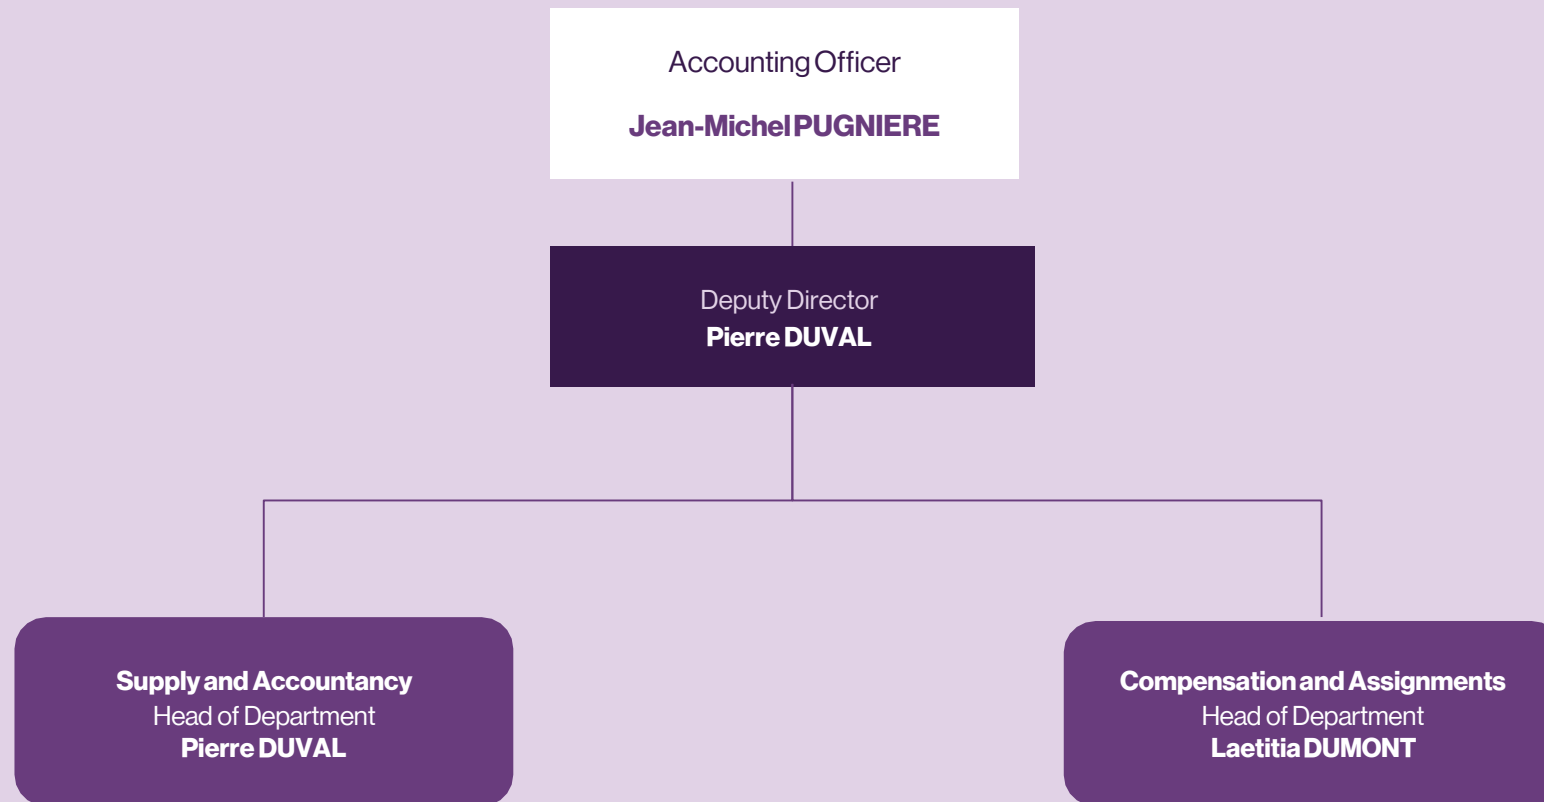 Accounting Officer
Jean-Michel PUGNIERE
Deputy Director
Pierre DUVAL
Supply and Accountancy
Head of Department
Pierre DUVAL
Compensation and Assignments
Head of Department
Laetitia DUMONT